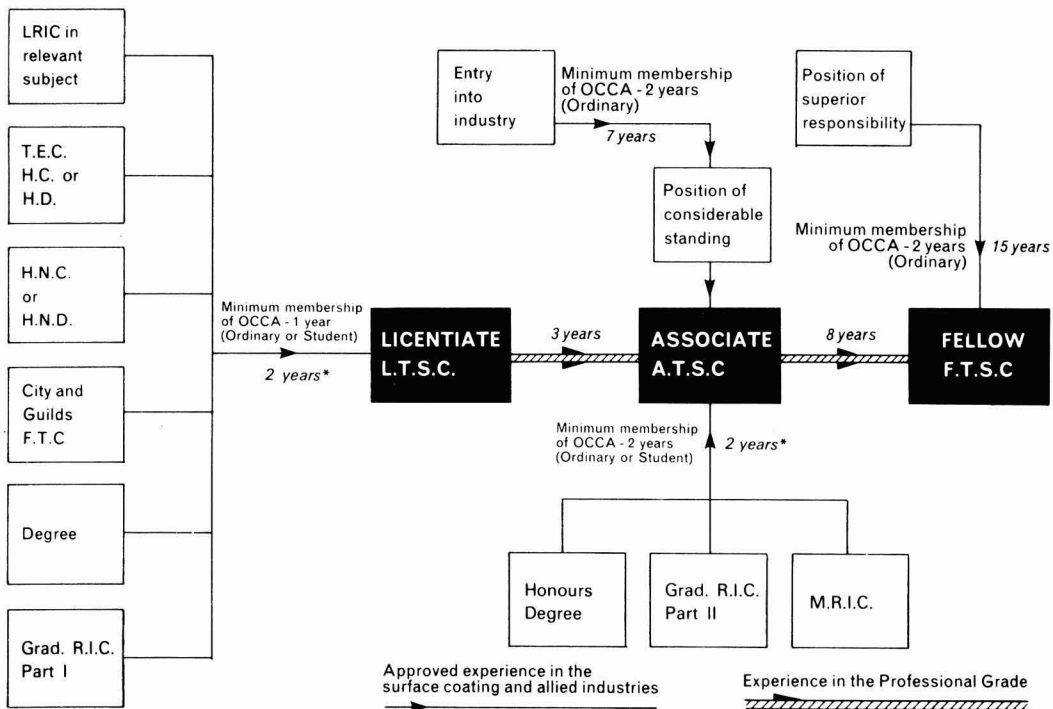 LRIC in
relevant
subject
T.E.C.
H.C. or
H.D.
H.N.C.
or
H.N.D.
City and
Guilds
F.T.C
Degree
Grad. R.I.C.
Part I
Minimum membership
of OCCA - 1 year
(Ordinary or Student)
2 years*
LICENTIATE
L.T.S.C.
3 years
Entry
into
industry
Minimum membership
of OCCA - 2 years
(Ordinary)
7 years
Position of
considerable
standing
ASSOCIATE
A.T.S.C
8 years
Position of
superior
responsibility
Minimum membership
of OCCA - 2 years
(Ordinary)
15 years
FELLOW
F.T.S.C
Minimum membership
of OCCA - 2 years
(Ordinary or Student)
2 years*
Honours
Degree
Grad. R.I.C.
Part II
M.R.I.C.
Approved experience in the
surface coating and allied industries
Experience in the Professional Grade